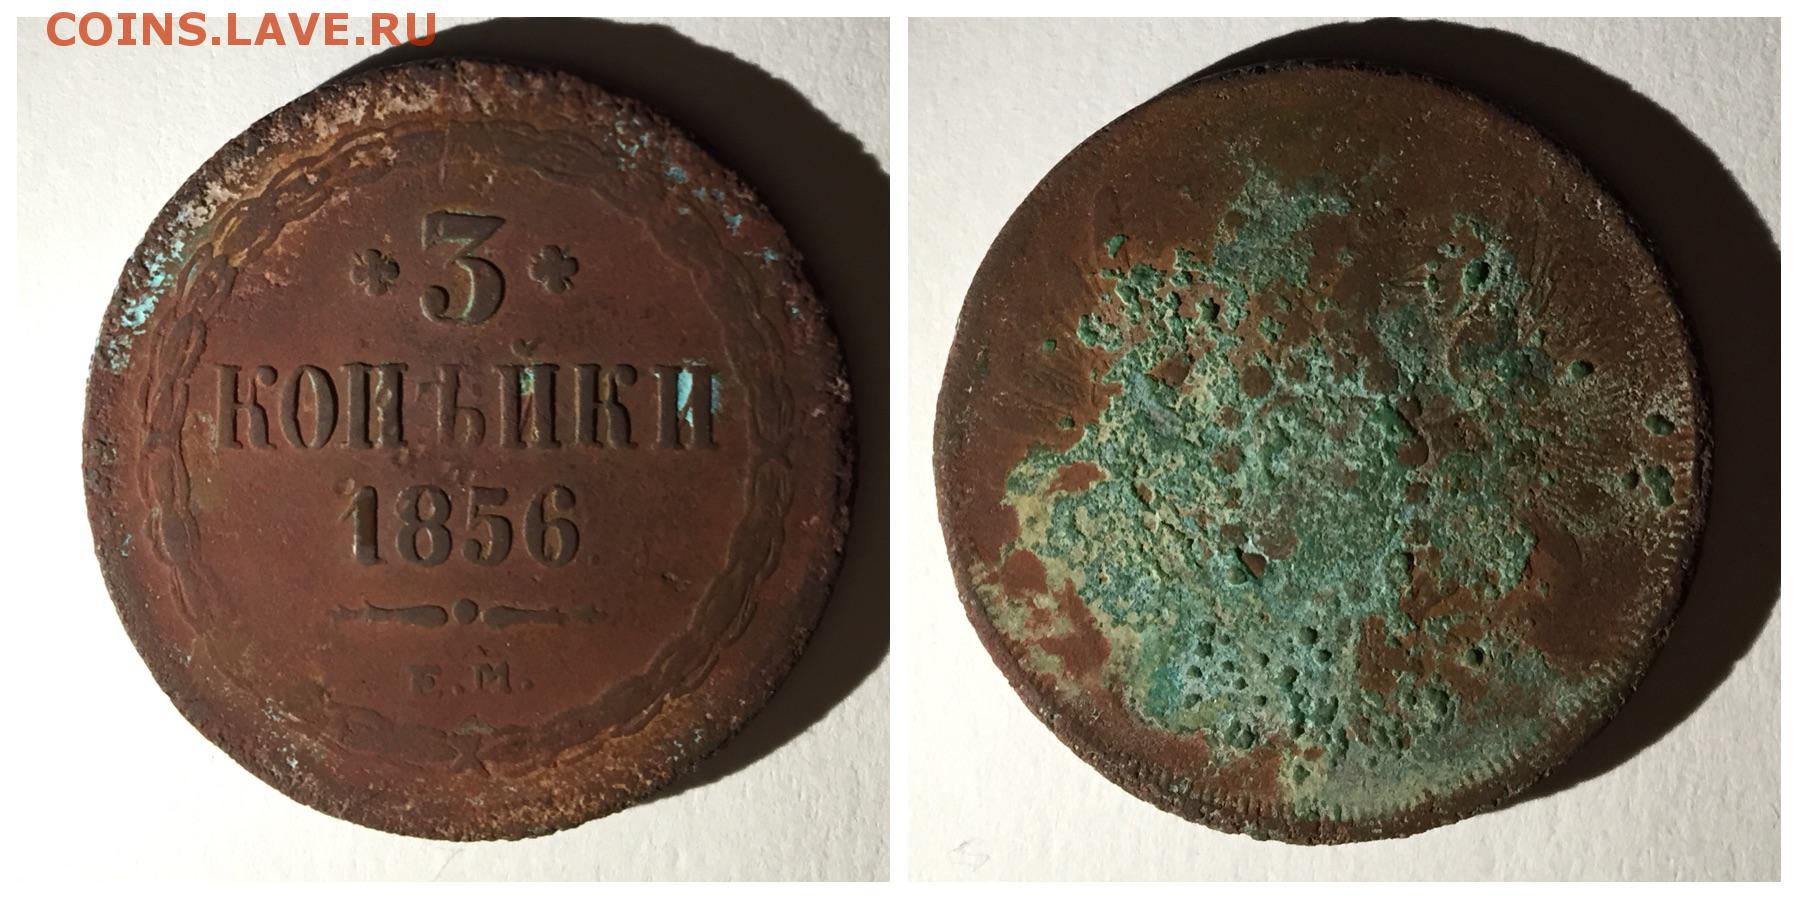 COINS.LAVE.RU
3
КОПѢЙКИ
1856
Е.М.